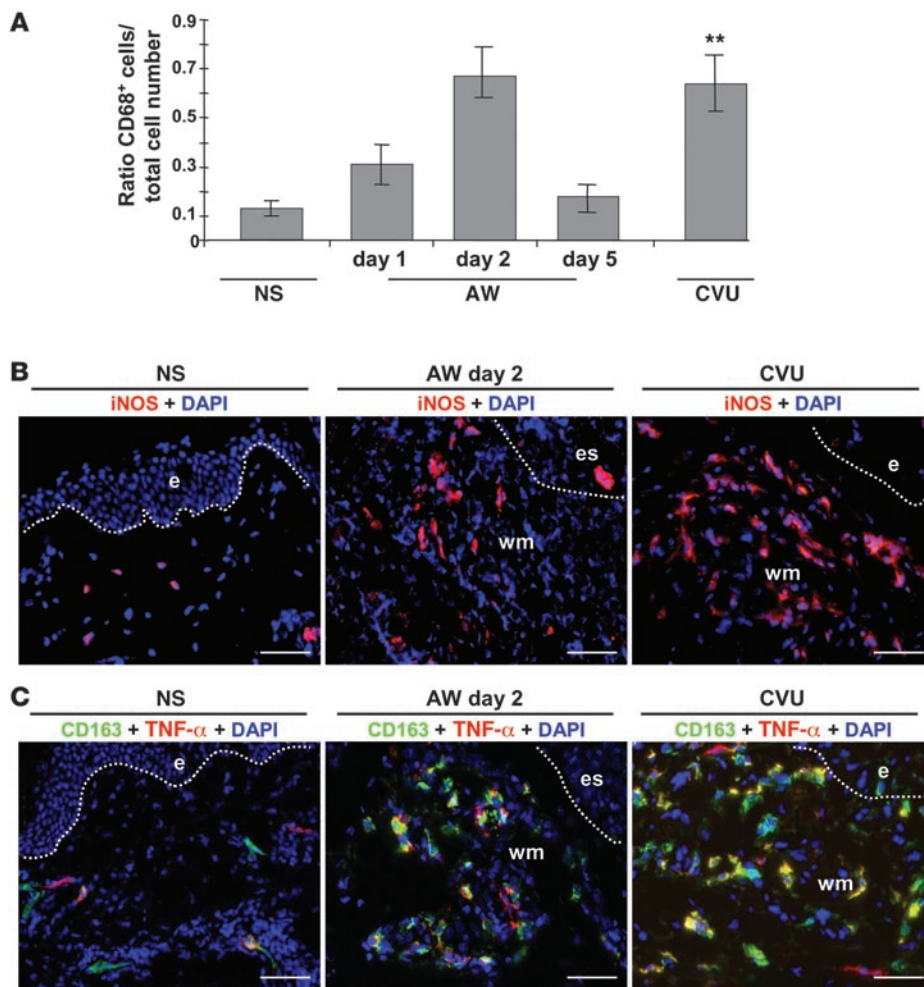 A
Ratio CD68+ cells/
total cell number
0.9
0.7
0.5
0.3
0.1
0
**
day 1
day 2
day 5
NS
AW
CVU
B
NS
AW day 2
CVU
iNOS + DAPI
iNOS + DAPI
iNOS + DAPI
e
es
wm
e
wm
C
NS
AW day 2
CVU
CD163 + TNF-α + DAPI
CD163 + TNF-α + DAPI
CD163 + TNF-α + DAPI
e
es
wm
e
wm